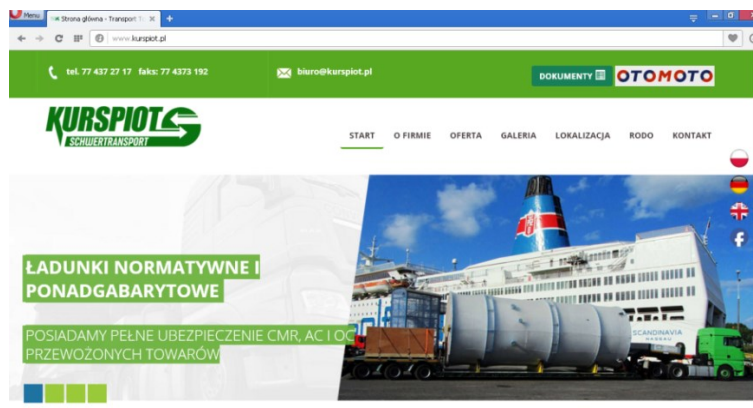 Menu
Strona główna - Transport
www.kurspiot.pl
tel. 77 437 27 17 faks: 77 4373 192
biuro@kurspiot.pl
DOKUMENTY
OTOMOTO
KURSPIOT
SCHWERTRANSPORT
START O FIRMIE OFERTA GALERIA LOKALIZACJA RODO KONTAKT
ŁADUNKI NORMATYWNE I
PONADGABARYTOWE
POSIADAMY PEŁNE UBEZPIECZENIE CMR, AC I OC
PRZEWOŻONYCH TOWARÓW
SCANDINAVIA